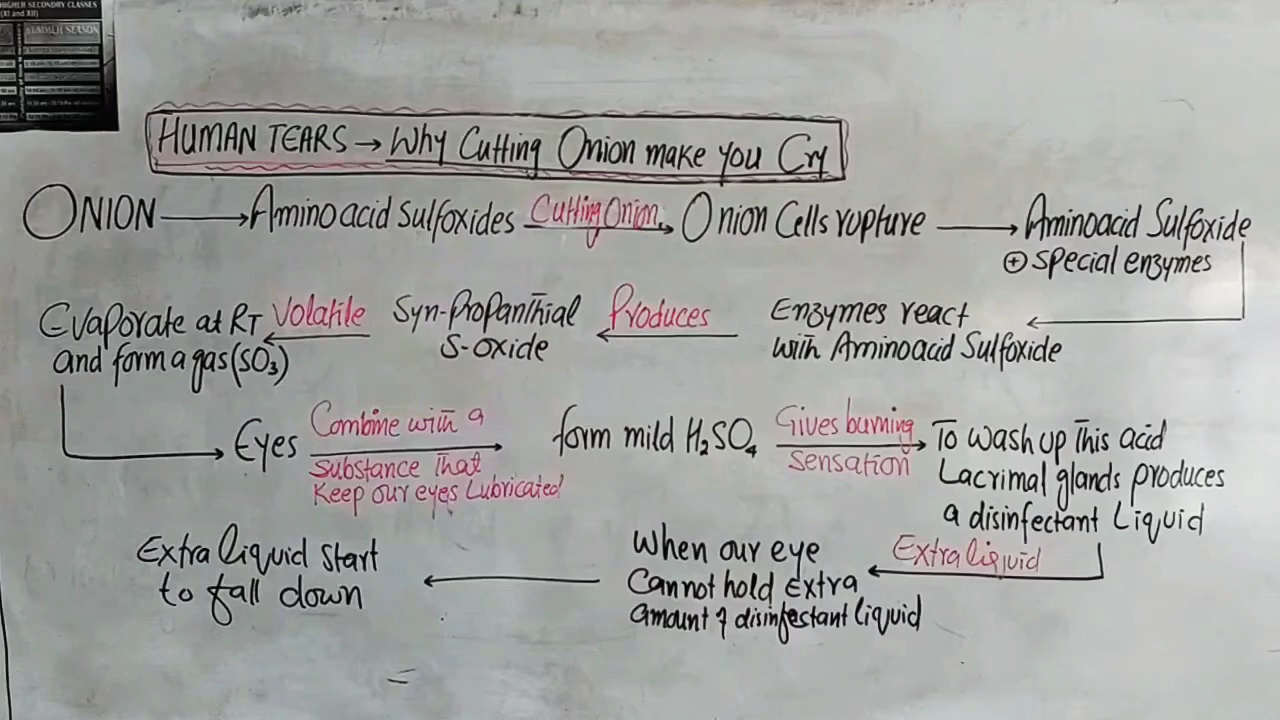 HIGHER SECONDRY CLASSES
(XI and XII)
SUMMER SEASON
HUMAN TEARS → Why Cutting Onion make you Cry
ONION → Aminoacid Sulfoxides Cutting Onion → Onion Cells rupture → Aminoacid Sulfoxide
⊕ special enzymes
Enzymes react
with Aminoacid Sulfoxide
Produces
Syn-Propanthial
S-oxide
Volatile
Evaporate at RT
and form a gas (SO₃)
Eyes
Combine with a
substance that
Keep our eyes Lubricated
form mild H₂SO₄
Gives burning
sensation
To wash up this acid
Lacrimal glands produces
a disinfectant Liquid
Extra liquid
When our eye
Cannot hold Extra
amount of disinfestant liquid
Extra liquid start
to fall down